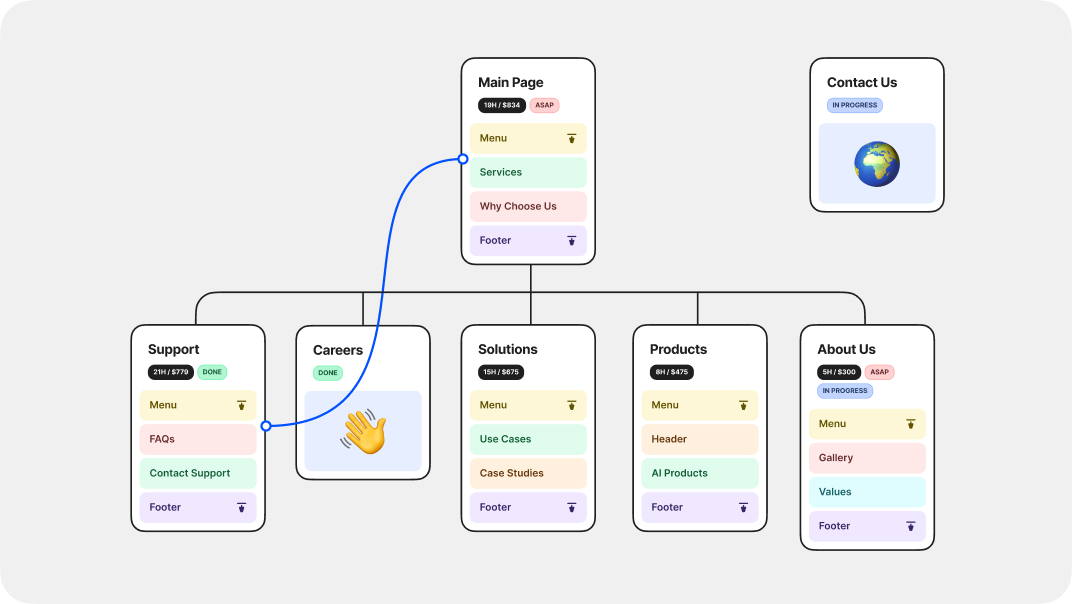 Main Page
19H / $834 ASAP
Menu
Services
Why Choose Us
Footer
Contact Us
IN PROGRESS
Support
21H / $779 DONE
Menu
FAQs
Contact Support
Footer
Careers
DONE
Solutions
15H / $675
Menu
Use Cases
Case Studies
Footer
Products
8H / $475
Menu
Header
AI Products
Footer
About Us
5H / $300 ASAP
IN PROGRESS
Menu
Gallery
Values
Footer